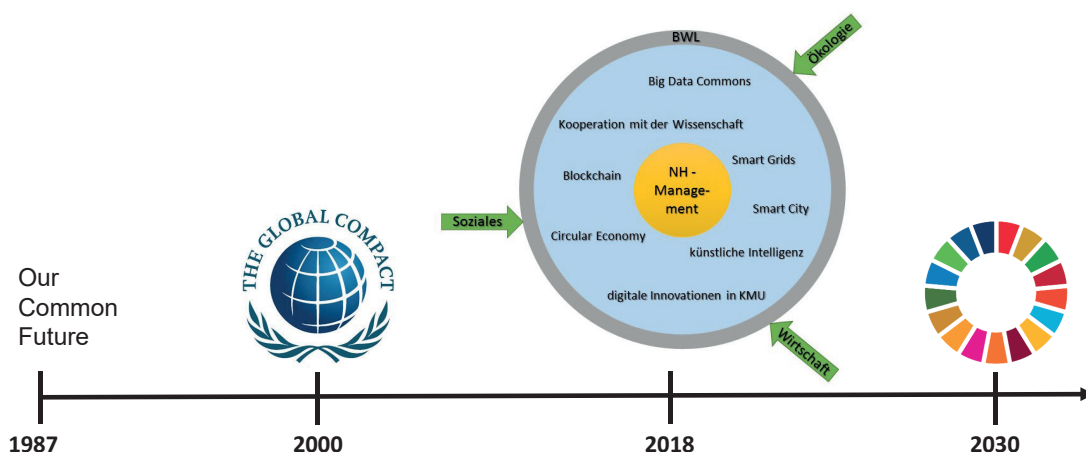 BWL
Ökologie
Big Data Commons
Kooperation mit der Wissenschaft
Smart Grids
Blockchain
NH -
Manage-
ment
Smart City
Soziales
Circular Economy
künstliche Intelligenz
digitale Innovationen in KMU
Wirtschaft
THE GLOBAL COMPACT
Our
Common
Future
1987
2000
2018
2030